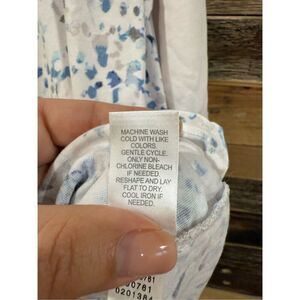 MACHINE WASH
COLD WITH LIKE
COLORS.
GENTLE CYCLE.
ONLY NON-
CHLORINE BLEACH
IF NEEDED.
RESHAPE AND LAY
FLAT TO DRY.
COOL IRON IF
NEEDED.
0201384